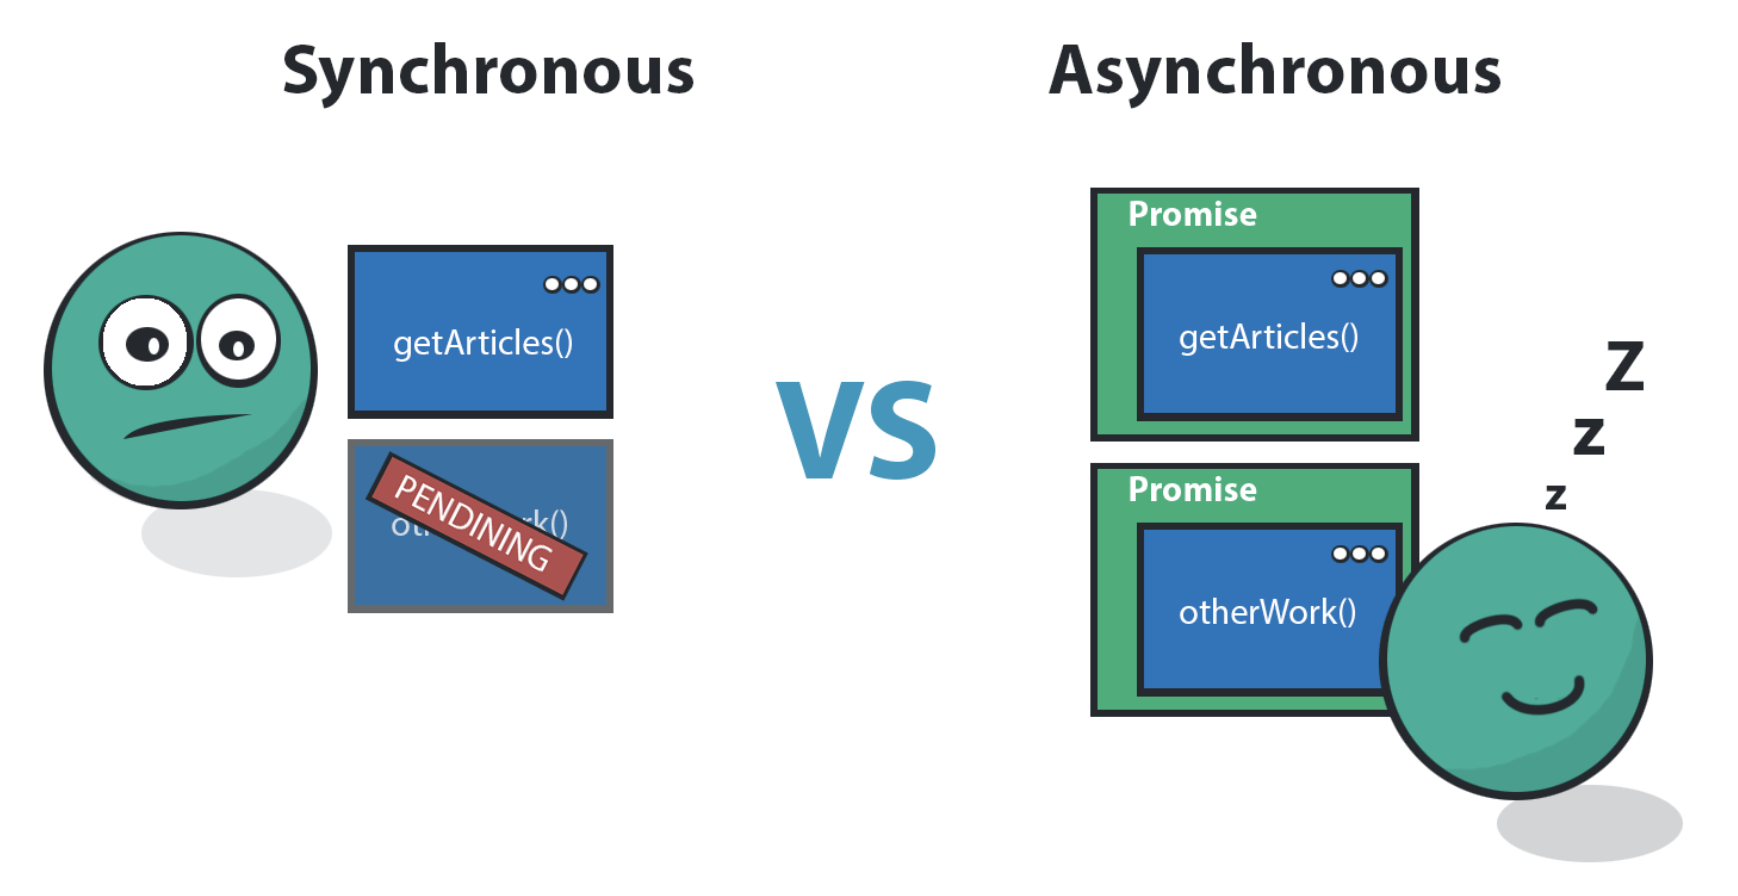 Synchronous
Asynchronous
getArticles()
PENDINING
VS
Promise
getArticles()
Promise
otherWork()
Z
z
z